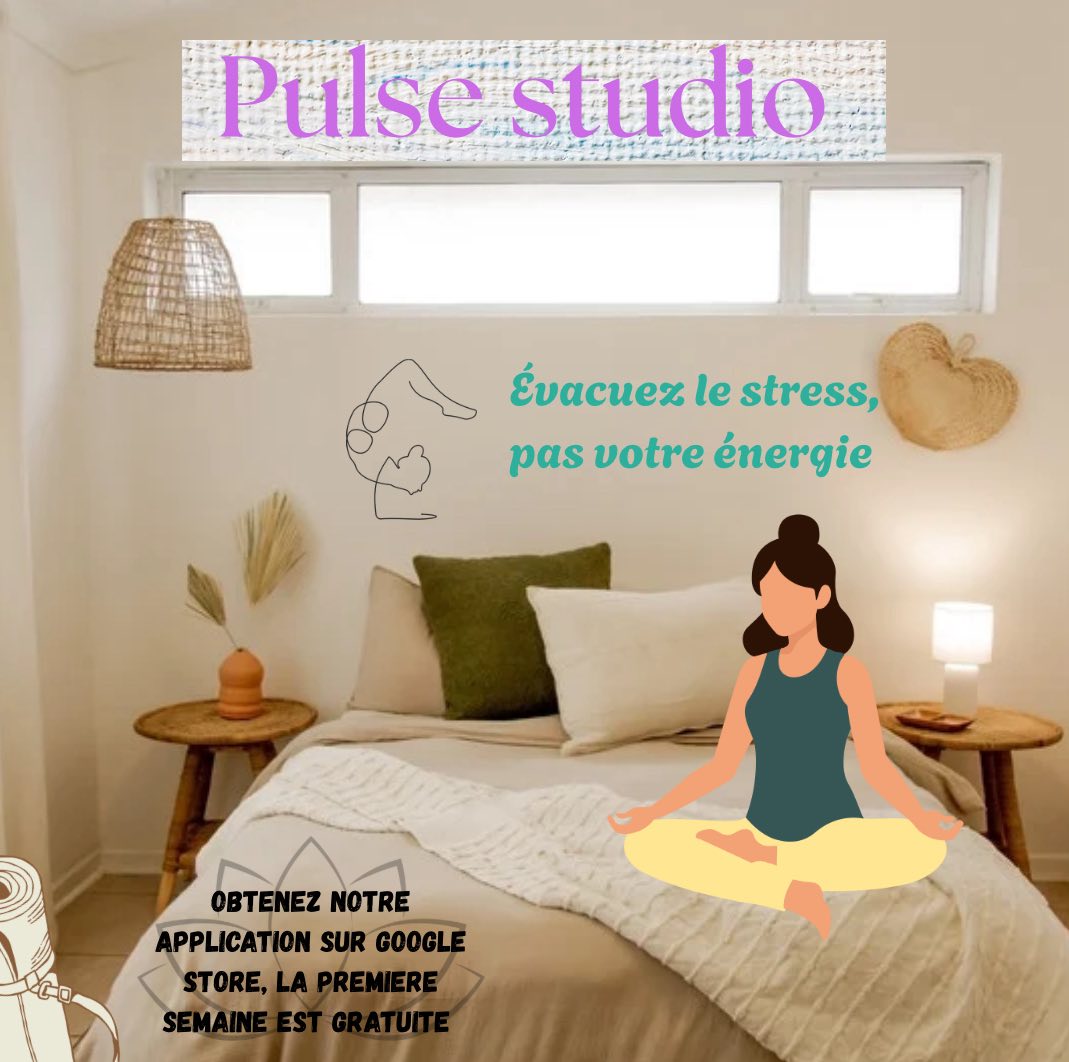 Pulse studio
Évacuez le stress,
pas votre énergie
OBTENEZ NOTRE
APPLICATION SUR GOOGLE
STORE, LA PREMIERE
SEMAINE EST GRATUITE